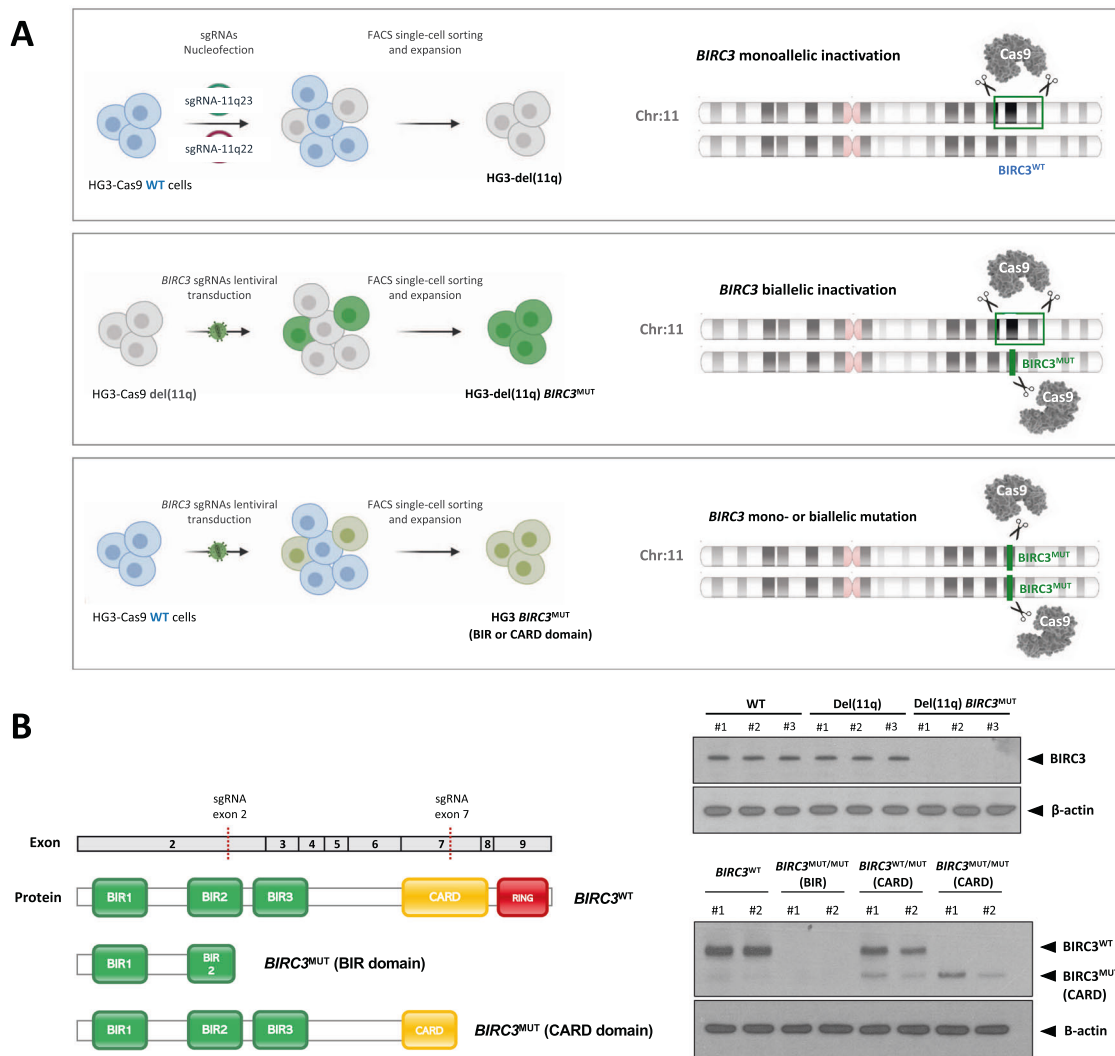 A
sgRNAs
Nucleofection
FACS single-cell sorting
and expansion
BIRC3 monoallelic inactivation
Cas9
sgRNA-11q23
sgRNA-11q22
Chr:11
BIRC3WT
HG3-Cas9 WT cells
HG3-del(11q)
BIRC3 sgRNAs lentiviral
transduction
FACS single-cell sorting
and expansion
BIRC3 biallelic inactivation
Cas9
Chr:11
BIRC3MUT
Cas9
HG3-Cas9 del(11q)
HG3-del(11q) BIRC3MUT
BIRC3 sgRNAs lentiviral
transduction
FACS single-cell sorting
and expansion
BIRC3 mono- or biallelic mutation
Cas9
Chr:11
BIRC3MUT
BIRC3MUT
Cas9
HG3-Cas9 WT cells
HG3 BIRC3MUT
(BIR or CARD domain)
B
sgRNA
exon 2
sgRNA
exon 7
Exon
2 3 4 5 6 7 8 9
Protein
BIR1 BIR2 BIR3 CARD RING
BIRC3WT
BIR1 BIR
2
BIRC3MUT (BIR domain)
BIR1 BIR2 BIR3 CARD
BIRC3MUT (CARD domain)
WT Del(11q) Del(11q) BIRC3MUT
#1 #2 #3 #1 #2 #3 #1 #2 #3
BIRC3
β-actin
BIRC3WT BIRC3MUT/MUT BIRC3WT/MUT BIRC3MUT/MUT
(BIR) (CARD) (CARD)
#1 #2 #1 #2 #1 #2 #1 #2
BIRC3WT
BIRC3MU
(CARD)
B-actin